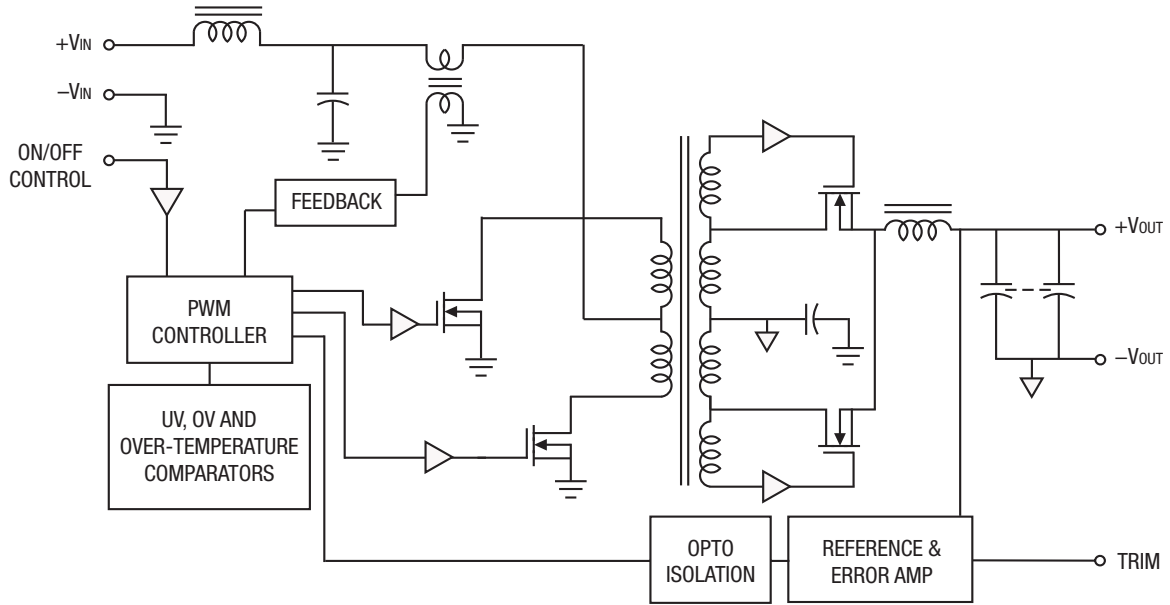 +VIN
−VIN
ON/OFF
CONTROL
FEEDBACK
PWM
CONTROLLER
UV, OV AND
OVER-TEMPERATURE
COMPARATORS
OPTO
ISOLATION
REFERENCE &
ERROR AMP
+VOUT
−VOUT
TRIM